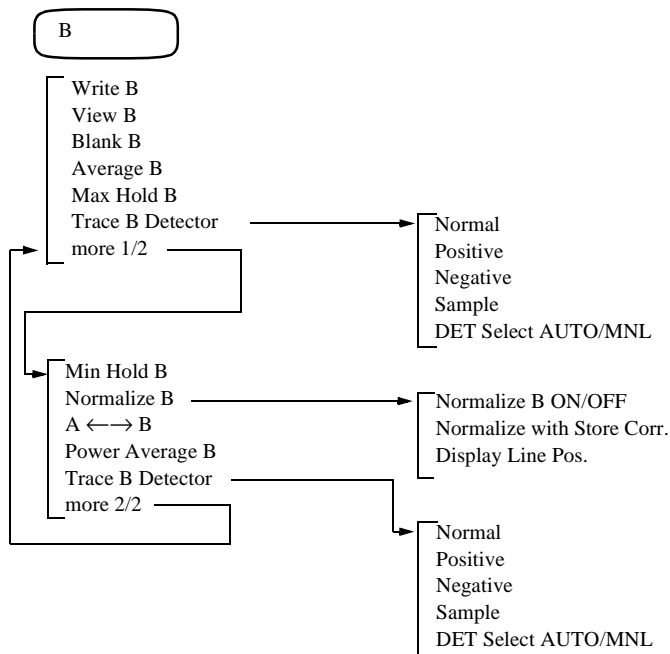 B
Write B
View B
Blank B
Average B
Max Hold B
Trace B Detector
more 1/2
Normal
Positive
Negative
Sample
DET Select AUTO/MNL
Min Hold B
Normalize B
A ←→ B
Power Average B
Trace B Detector
more 2/2
Normalize B ON/OFF
Normalize with Store Corr.
Display Line Pos.
Normal
Positive
Negative
Sample
DET Select AUTO/MNL